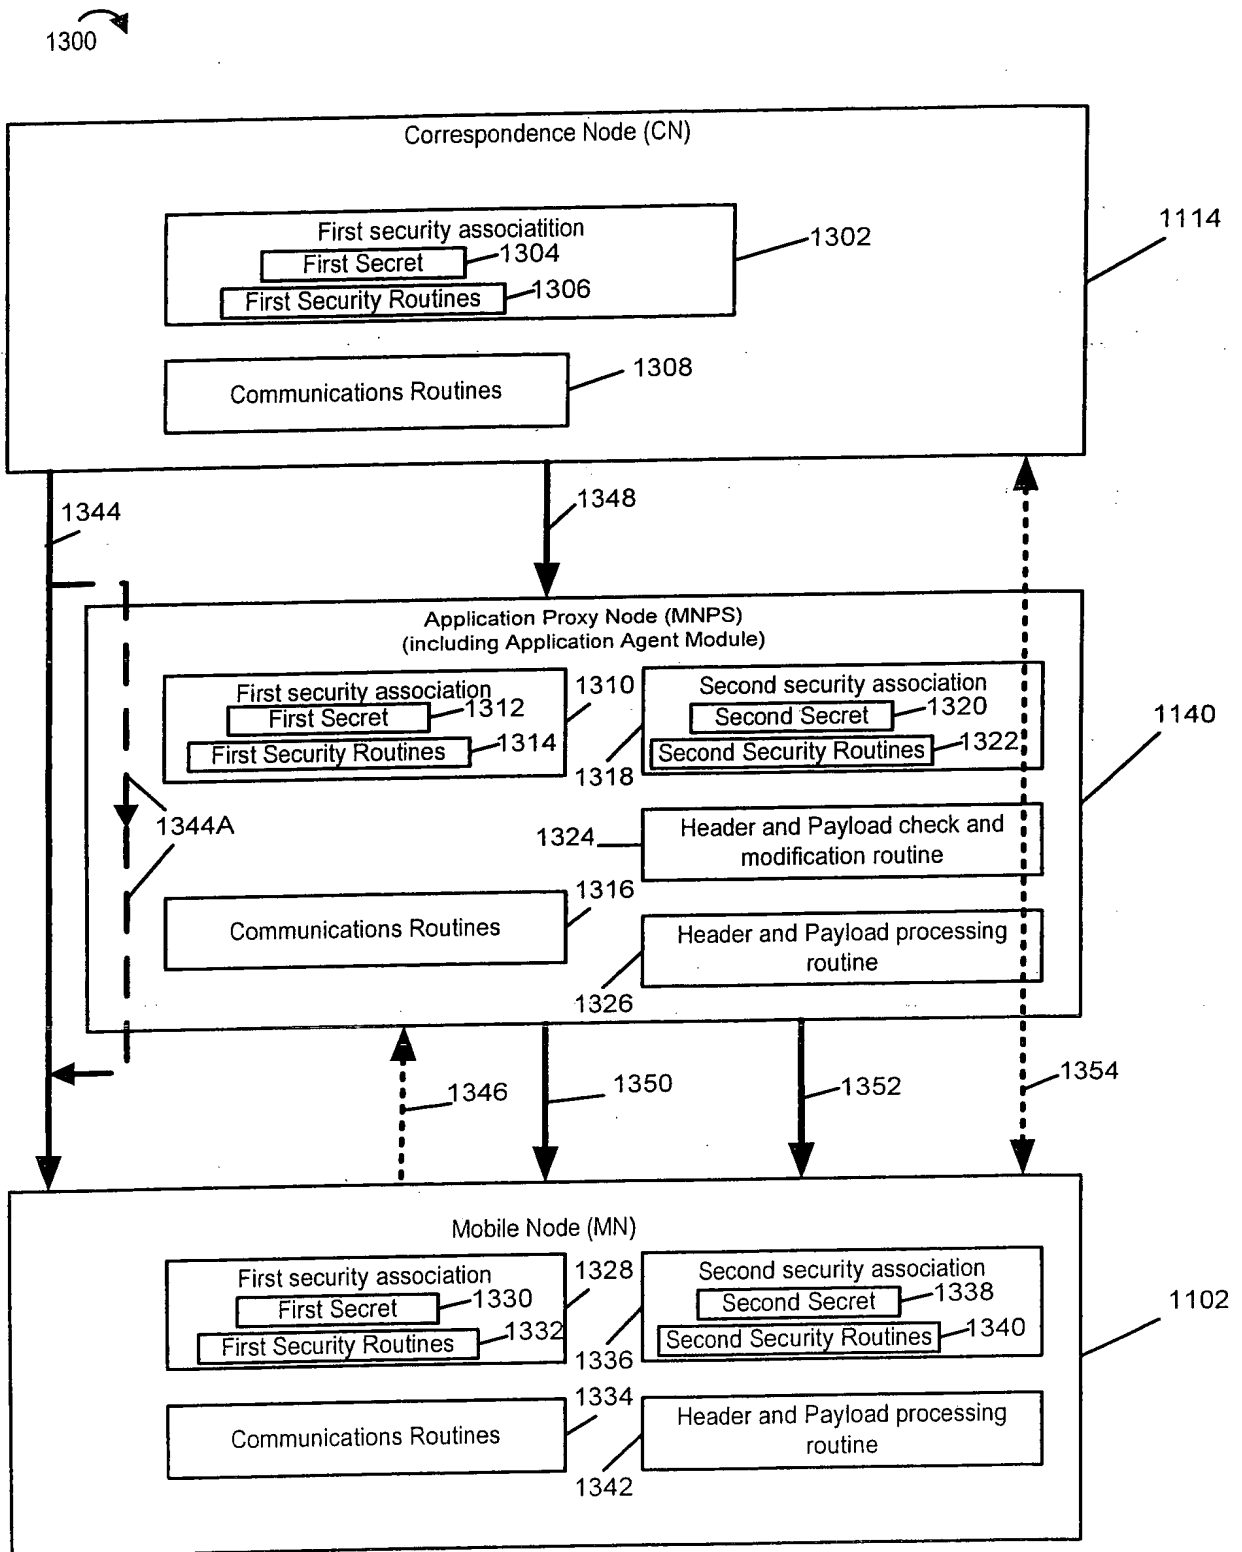 1300
Correspondence Node (CN)
First security associatition
1302
First Secret
1304
First Security Routines
1306
1114
Communications Routines
1308
1344
1348
Application Proxy Node (MNPS)
(including Application Agent Module)
First security association
1310
First Secret
1312
First Security Routines
1314
Second security association
Second Secret
1320
Second Security Routines
1322
1318
1140
1344A
1324
Header and Payload check and
modification routine
1316
Communications Routines
Header and Payload processing
routine
1326
1346
1350
1352
1354
Mobile Node (MN)
First security association
1328
First Secret
1330
First Security Routines
1332
Second security association
Second Secret
1338
Second Security Routines
1340
1336
1102
1334
Communications Routines
Header and Payload processing
routine
1342